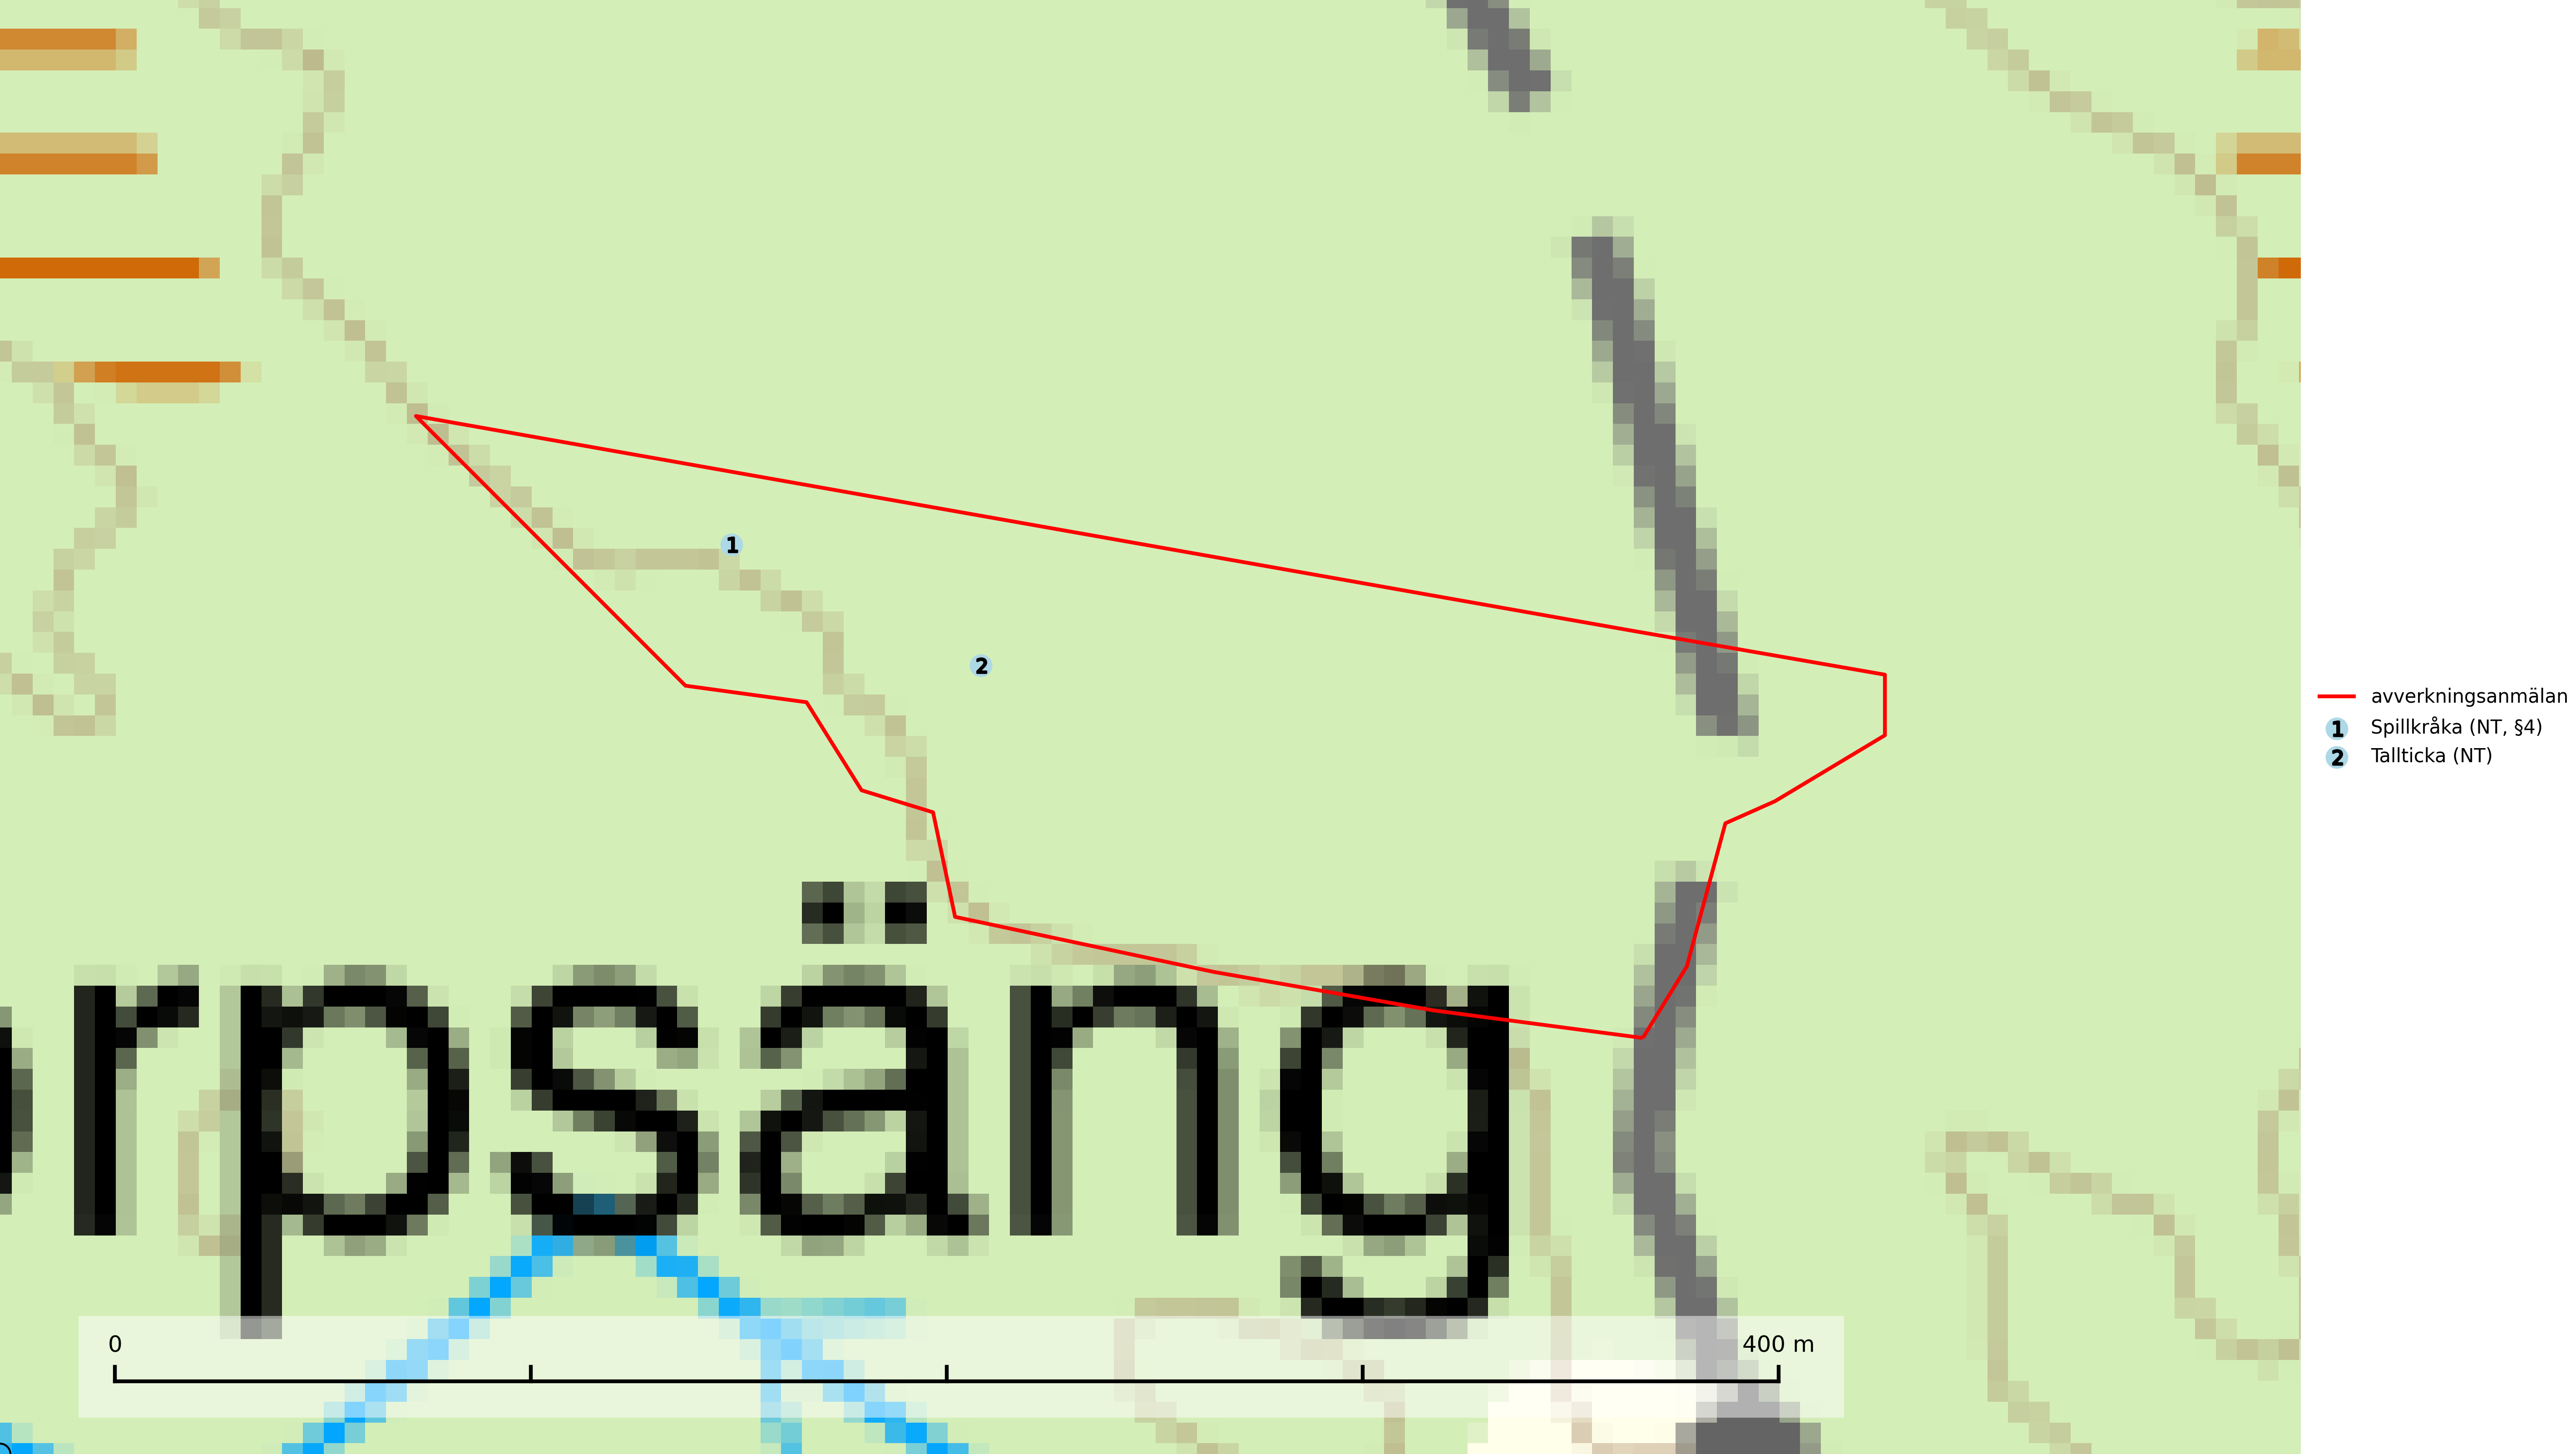 avverkningsanmälan
1 Spillkråka (NT, §4)
2 Tallticka (NT)
1
2
rpsäng
0 400 m